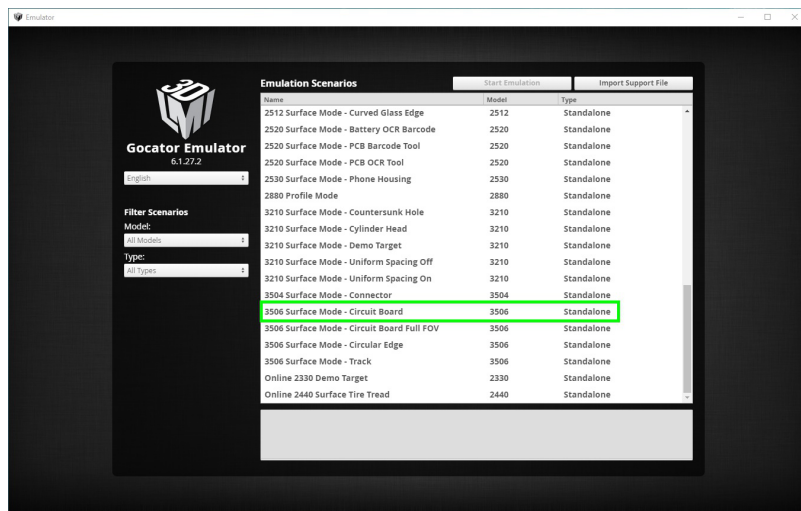 Emulator
3D
LMI
Gocator Emulator
6.1.27.2
English
Filter Scenarios
Model:
All Models
Type:
All Types
Emulation Scenarios
Start Emulation
Import Support File
Name Model Type
2512 Surface Mode - Curved Glass Edge 2512 Standalone
2520 Surface Mode - Battery OCR Barcode 2520 Standalone
2520 Surface Mode - PCB Barcode Tool 2520 Standalone
2520 Surface Mode - PCB OCR Tool 2520 Standalone
2530 Surface Mode - Phone Housing 2530 Standalone
2880 Profile Mode 2880 Standalone
3210 Surface Mode - Countersunk Hole 3210 Standalone
3210 Surface Mode - Cylinder Head 3210 Standalone
3210 Surface Mode - Demo Target 3210 Standalone
3210 Surface Mode - Uniform Spacing Off 3210 Standalone
3210 Surface Mode - Uniform Spacing On 3210 Standalone
3504 Surface Mode - Connector 3504 Standalone
3506 Surface Mode - Circuit Board 3506 Standalone
3506 Surface Mode - Circuit Board Full FOV 3506 Standalone
3506 Surface Mode - Circular Edge 3506 Standalone
3506 Surface Mode - Track 3506 Standalone
Online 2330 Demo Target 2330 Standalone
Online 2440 Surface Tire Tread 2440 Standalone